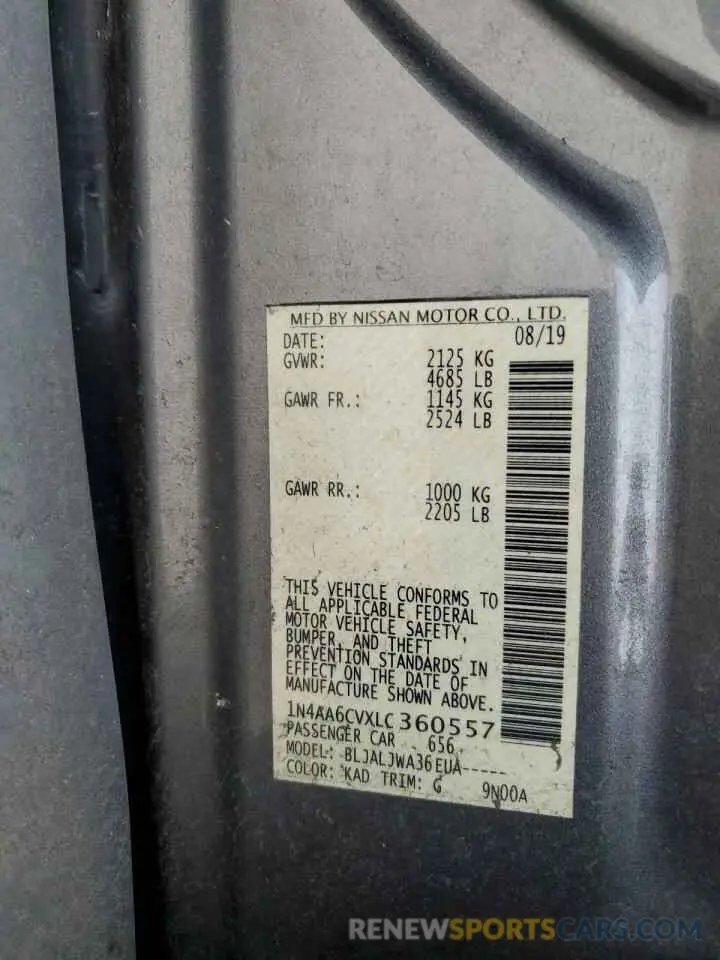 MFD BY NISSAN MOTOR CO., LTD.
DATE: 08/19
GVWR: 2125 KG
4685 LB
GAWR FR.: 1145 KG
2524 LB
GAWR RR.: 1000 KG
2205 LB
THIS VEHICLE CONFORMS TO
ALL APPLICABLE FEDERAL
MOTOR VEHICLE SAFETY,
BUMPER, AND THEFT
PREVENTION STANDARDS IN
EFFECT ON THE DATE OF
MANUFACTURE SHOWN ABOVE.
1N4AA6CVXLC360557
PASSENGER CAR 656
MODEL: BLJALJWA36EUA-----
COLOR: KAD TRIM: G 9N00A
RENEWSPORTSCARS.COM